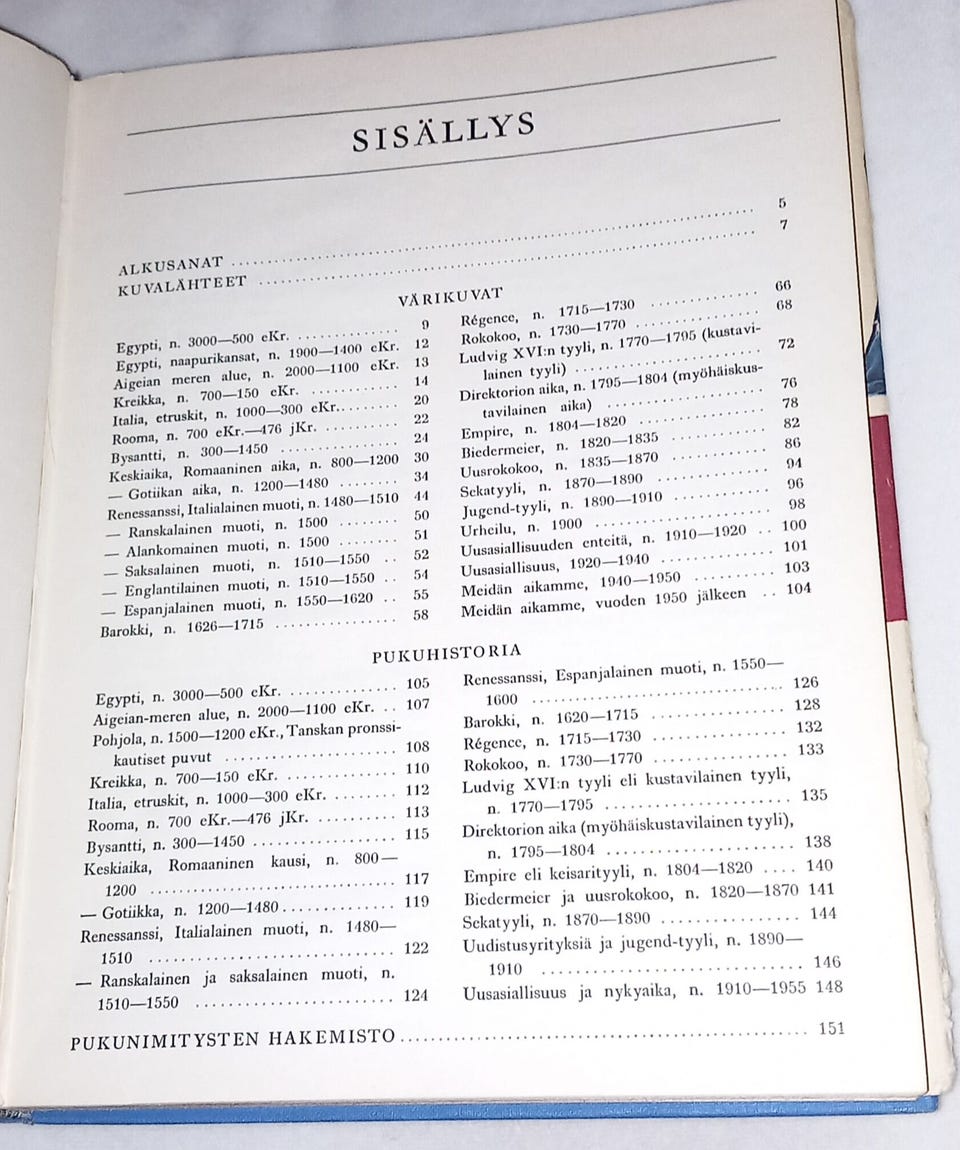 SISÄLLYS
ALKUSANAT ........ 5
KUVALÄHTEET ........ 7
VÄRIKUVAT
Egypti, n. 3000—500 eKr. ........ 9
Egypti, naapurikansat, n. 1900—1400 eKr. 12
Aigeian meren alue, n. 2000—1100 eKr. 13
Kreikka, n. 700—150 eKr. ........ 14
Italia, etruskit, n. 1000—300 eKr. ........ 20
Rooma, n. 700 eKr.—476 jKr. ........ 22
Bysantti, n. 300—1450 ........ 24
Keskiaika, Romaaninen aika, n. 800—1200 30
— Gotiikan aika, n. 1200—1480 ........ 34
Renessanssi, Italialainen muoti, n. 1480—1510 44
— Ranskalainen muoti, n. 1500 ........ 50
— Alankomainen muoti, n. 1500 ........ 51
— Saksalainen muoti, n. 1510—1550 .. 52
— Englantilainen muoti, n. 1510—1550 .. 54
— Espanjalainen muoti, n. 1550—1620 .. 55
Barokki, n. 1626—1715 ........ 58
Régence, n. 1715—1730 ........ 66
Rokokoo, n. 1730—1770 ........ 68
Ludvig XVI:n tyyli, n. 1770—1795 (kustavi-
lainen tyyli) ........ 72
Direktorion aika, n. 1795—1804 (myöhäiskus-
tavilainen aika) ........ 76
Empire, n. 1804—1820 ........ 78
Biedermeier, n. 1820—1835 ........ 82
Uusrokokoo, n. 1835—1870 ........ 86
Sekatyyli, n. 1870—1890 ........ 94
Jugend-tyyli, n. 1890—1910 ........ 96
Urheilu, n. 1900 ........ 98
Uusasiallisuuden enteitä, n. 1910—1920 .. 100
Uusasiallisuus, 1920—1940 ........ 101
Meidän aikamme, 1940—1950 ........ 103
Meidän aikamme, vuoden 1950 jälkeen .. 104
PUKUHISTORIA
Egypti, n. 3000—500 eKr. ........ 105
Aigeian-meren alue, n. 2000—1100 eKr. .. 107
Pohjola, n. 1500—1200 eKr., Tanskan pronssi-
kautiset puvut ........ 108
Kreikka, n. 700—150 eKr. ........ 110
Italia, etruskit, n. 1000—300 eKr. ........ 112
Rooma, n. 700 eKr.—476 jKr. ........ 113
Bysantti, n. 300—1450 ........ 115
Keskiaika, Romaaninen kausi, n. 800—
1200 ........ 117
— Gotiikka, n. 1200—1480 ........ 119
Renessanssi, Italialainen muoti, n. 1480—
1510 ........ 122
— Ranskalainen ja saksalainen muoti, n.
1510—1550 ........ 124
Renessanssi, Espanjalainen muoti, n. 1550—
1600 ........ 126
Barokki, n. 1620—1715 ........ 128
Régence, n. 1715—1730 ........ 132
Rokokoo, n. 1730—1770 ........ 133
Ludvig XVI:n tyyli eli kustavilainen tyyli,
n. 1770—1795 ........ 135
Direktorion aika (myöhäiskustavilainen tyyli),
n. 1795—1804 ........ 138
Empire eli keisarityyli, n. 1804—1820 .... 140
Biedermeier ja uusrokokoo, n. 1820—1870 141
Sekatyyli, n. 1870—1890 ........ 144
Uudistusyrityksiä ja jugend-tyyli, n. 1890—
1910 ........ 146
Uusasiallisuus ja nykyaika, n. 1910—1955 148
PUKUNIMITYSTEN HAKEMISTO ........ 151